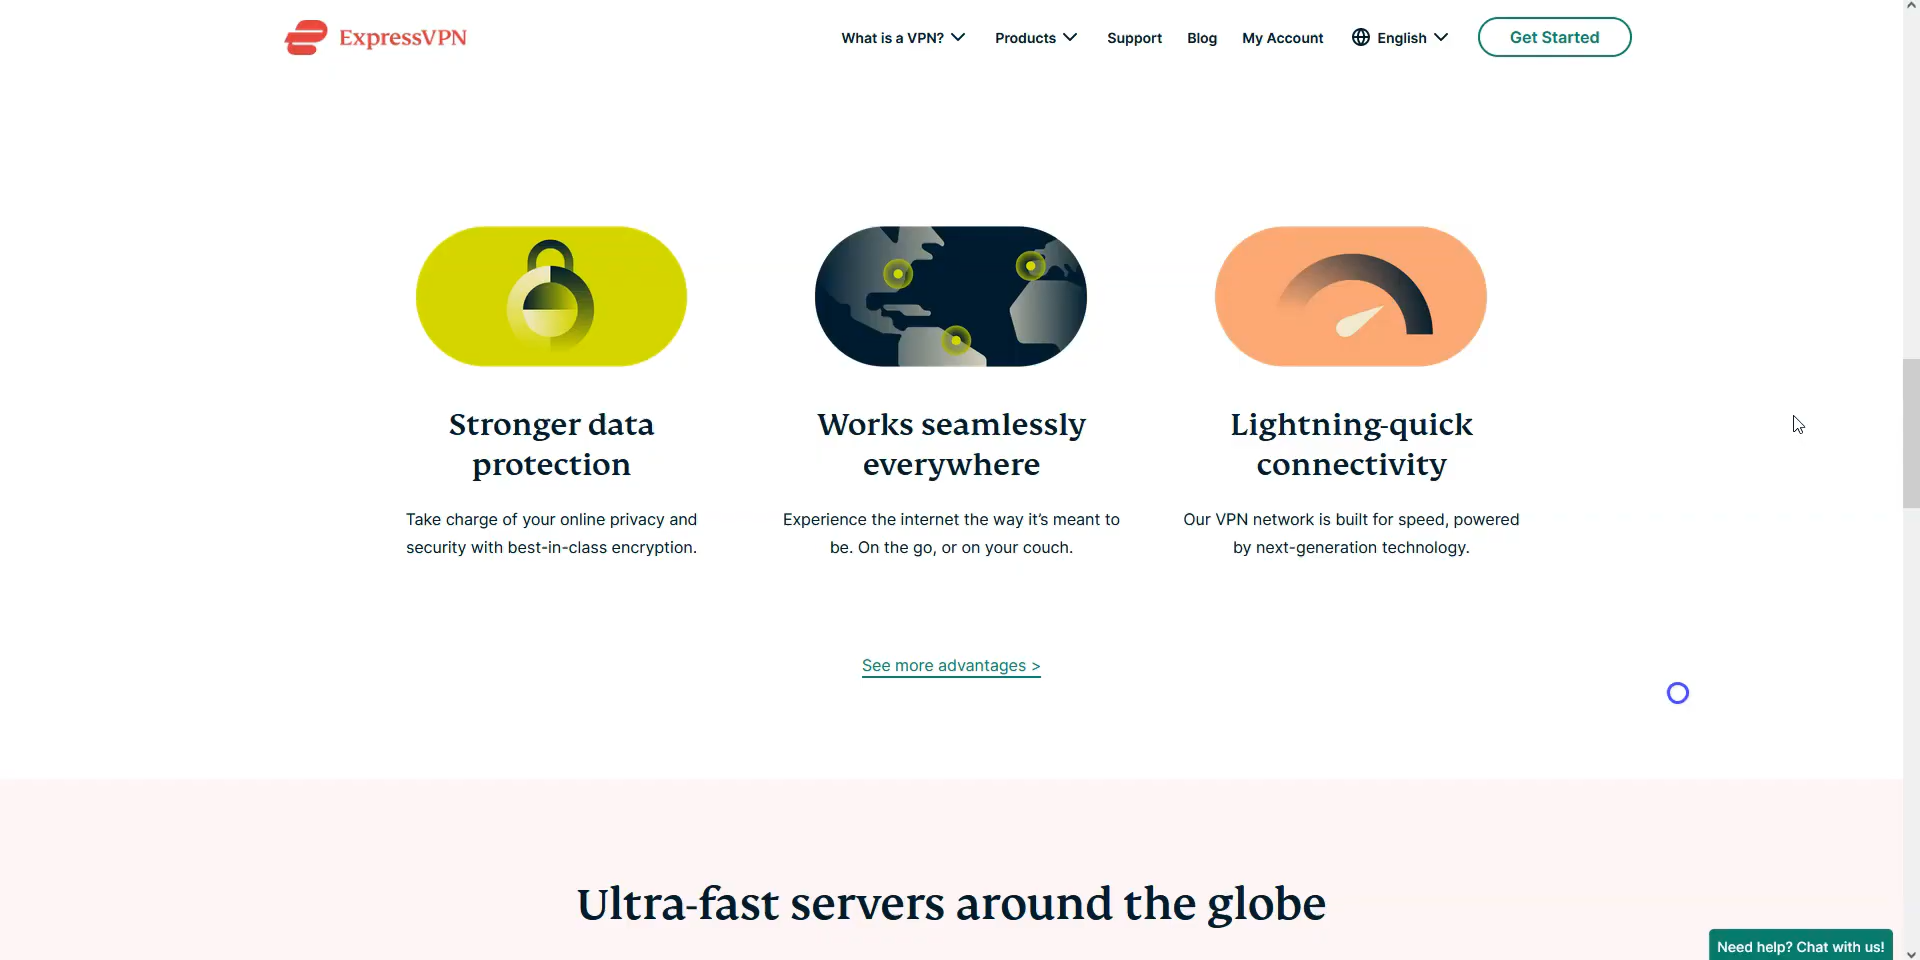 ExpressVPN
What is a VPN?
Products
Support
Blog
My Account
English
Get Started
Stronger data
protection
Take charge of your online privacy and
security with best-in-class encryption.
Works seamlessly
everywhere
Experience the internet the way it’s meant to
be. On the go, or on your couch.
Lightning-quick
connectivity
Our VPN network is built for speed, powered
by next-generation technology.
See more advantages >
Ultra-fast servers around the globe
Need help? Chat with us!